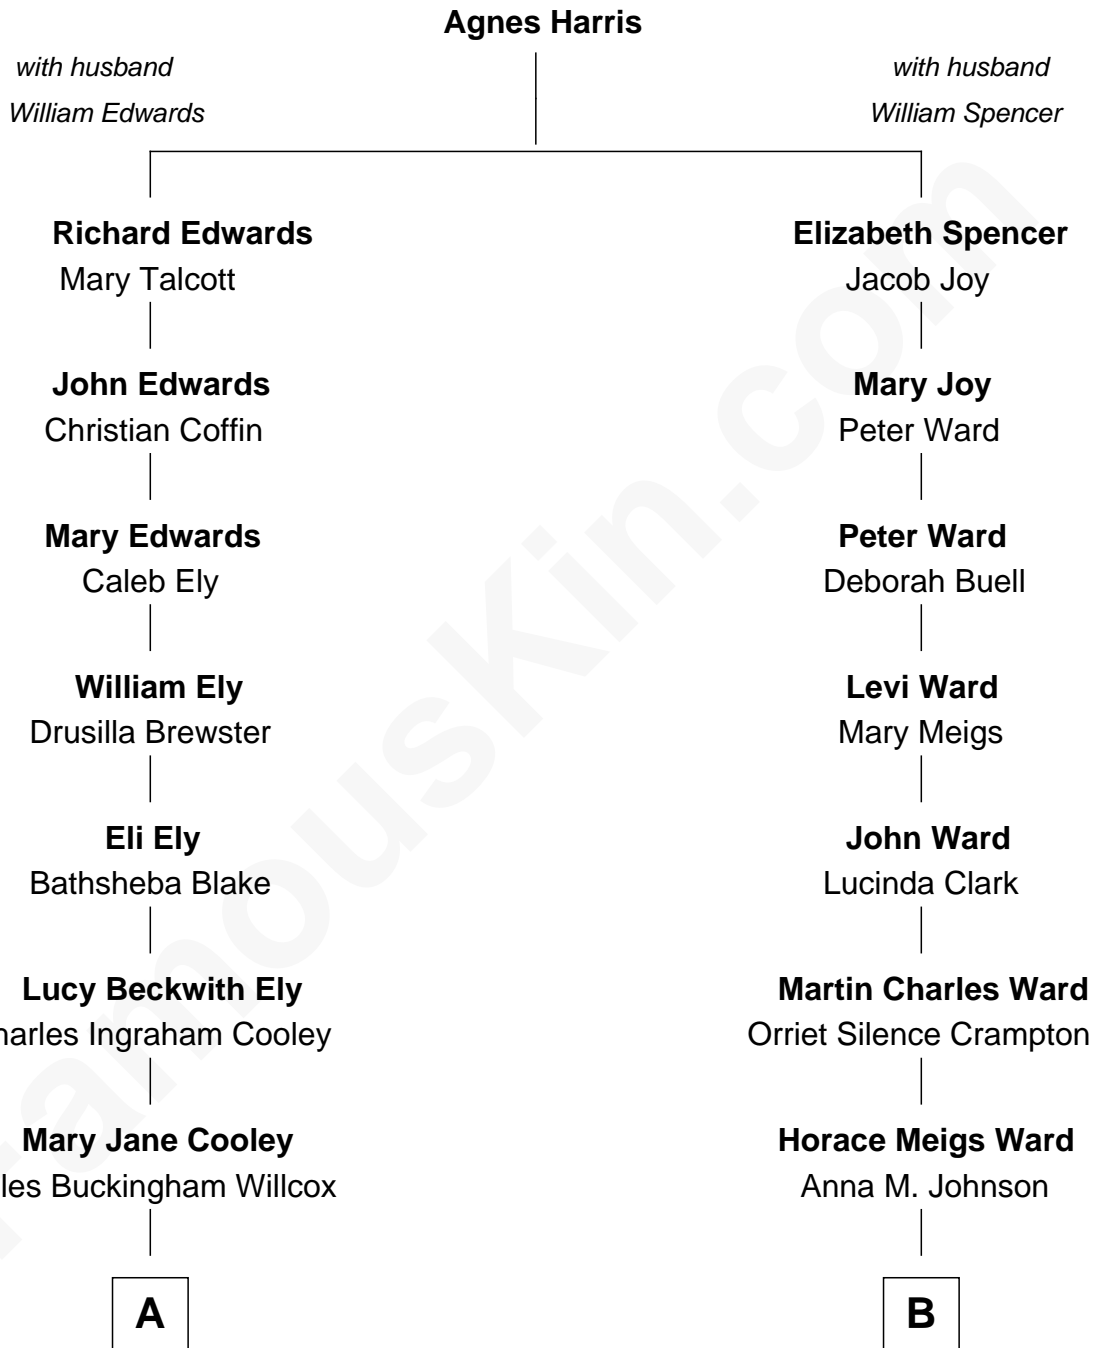 Agnes Harris
with husband
William Edwards
with husband
William Spencer
Richard Edwards
Mary Talcott
Elizabeth Spencer
Jacob Joy
John Edwards
Christian Coffin
Mary Joy
Peter Ward
Mary Edwards
Caleb Ely
Peter Ward
Deborah Buell
William Ely
Drusilla Brewster
Levi Ward
Mary Meigs
Eli Ely
Bathsheba Blake
John Ward
Lucinda Clark
Lucy Beckwith Ely
harles Ingraham Cooley
Martin Charles Ward
Orriet Silence Crampton
Mary Jane Cooley
les Buckingham Willcox
Horace Meigs Ward
Anna M. Johnson
A
B
FamousKin.com